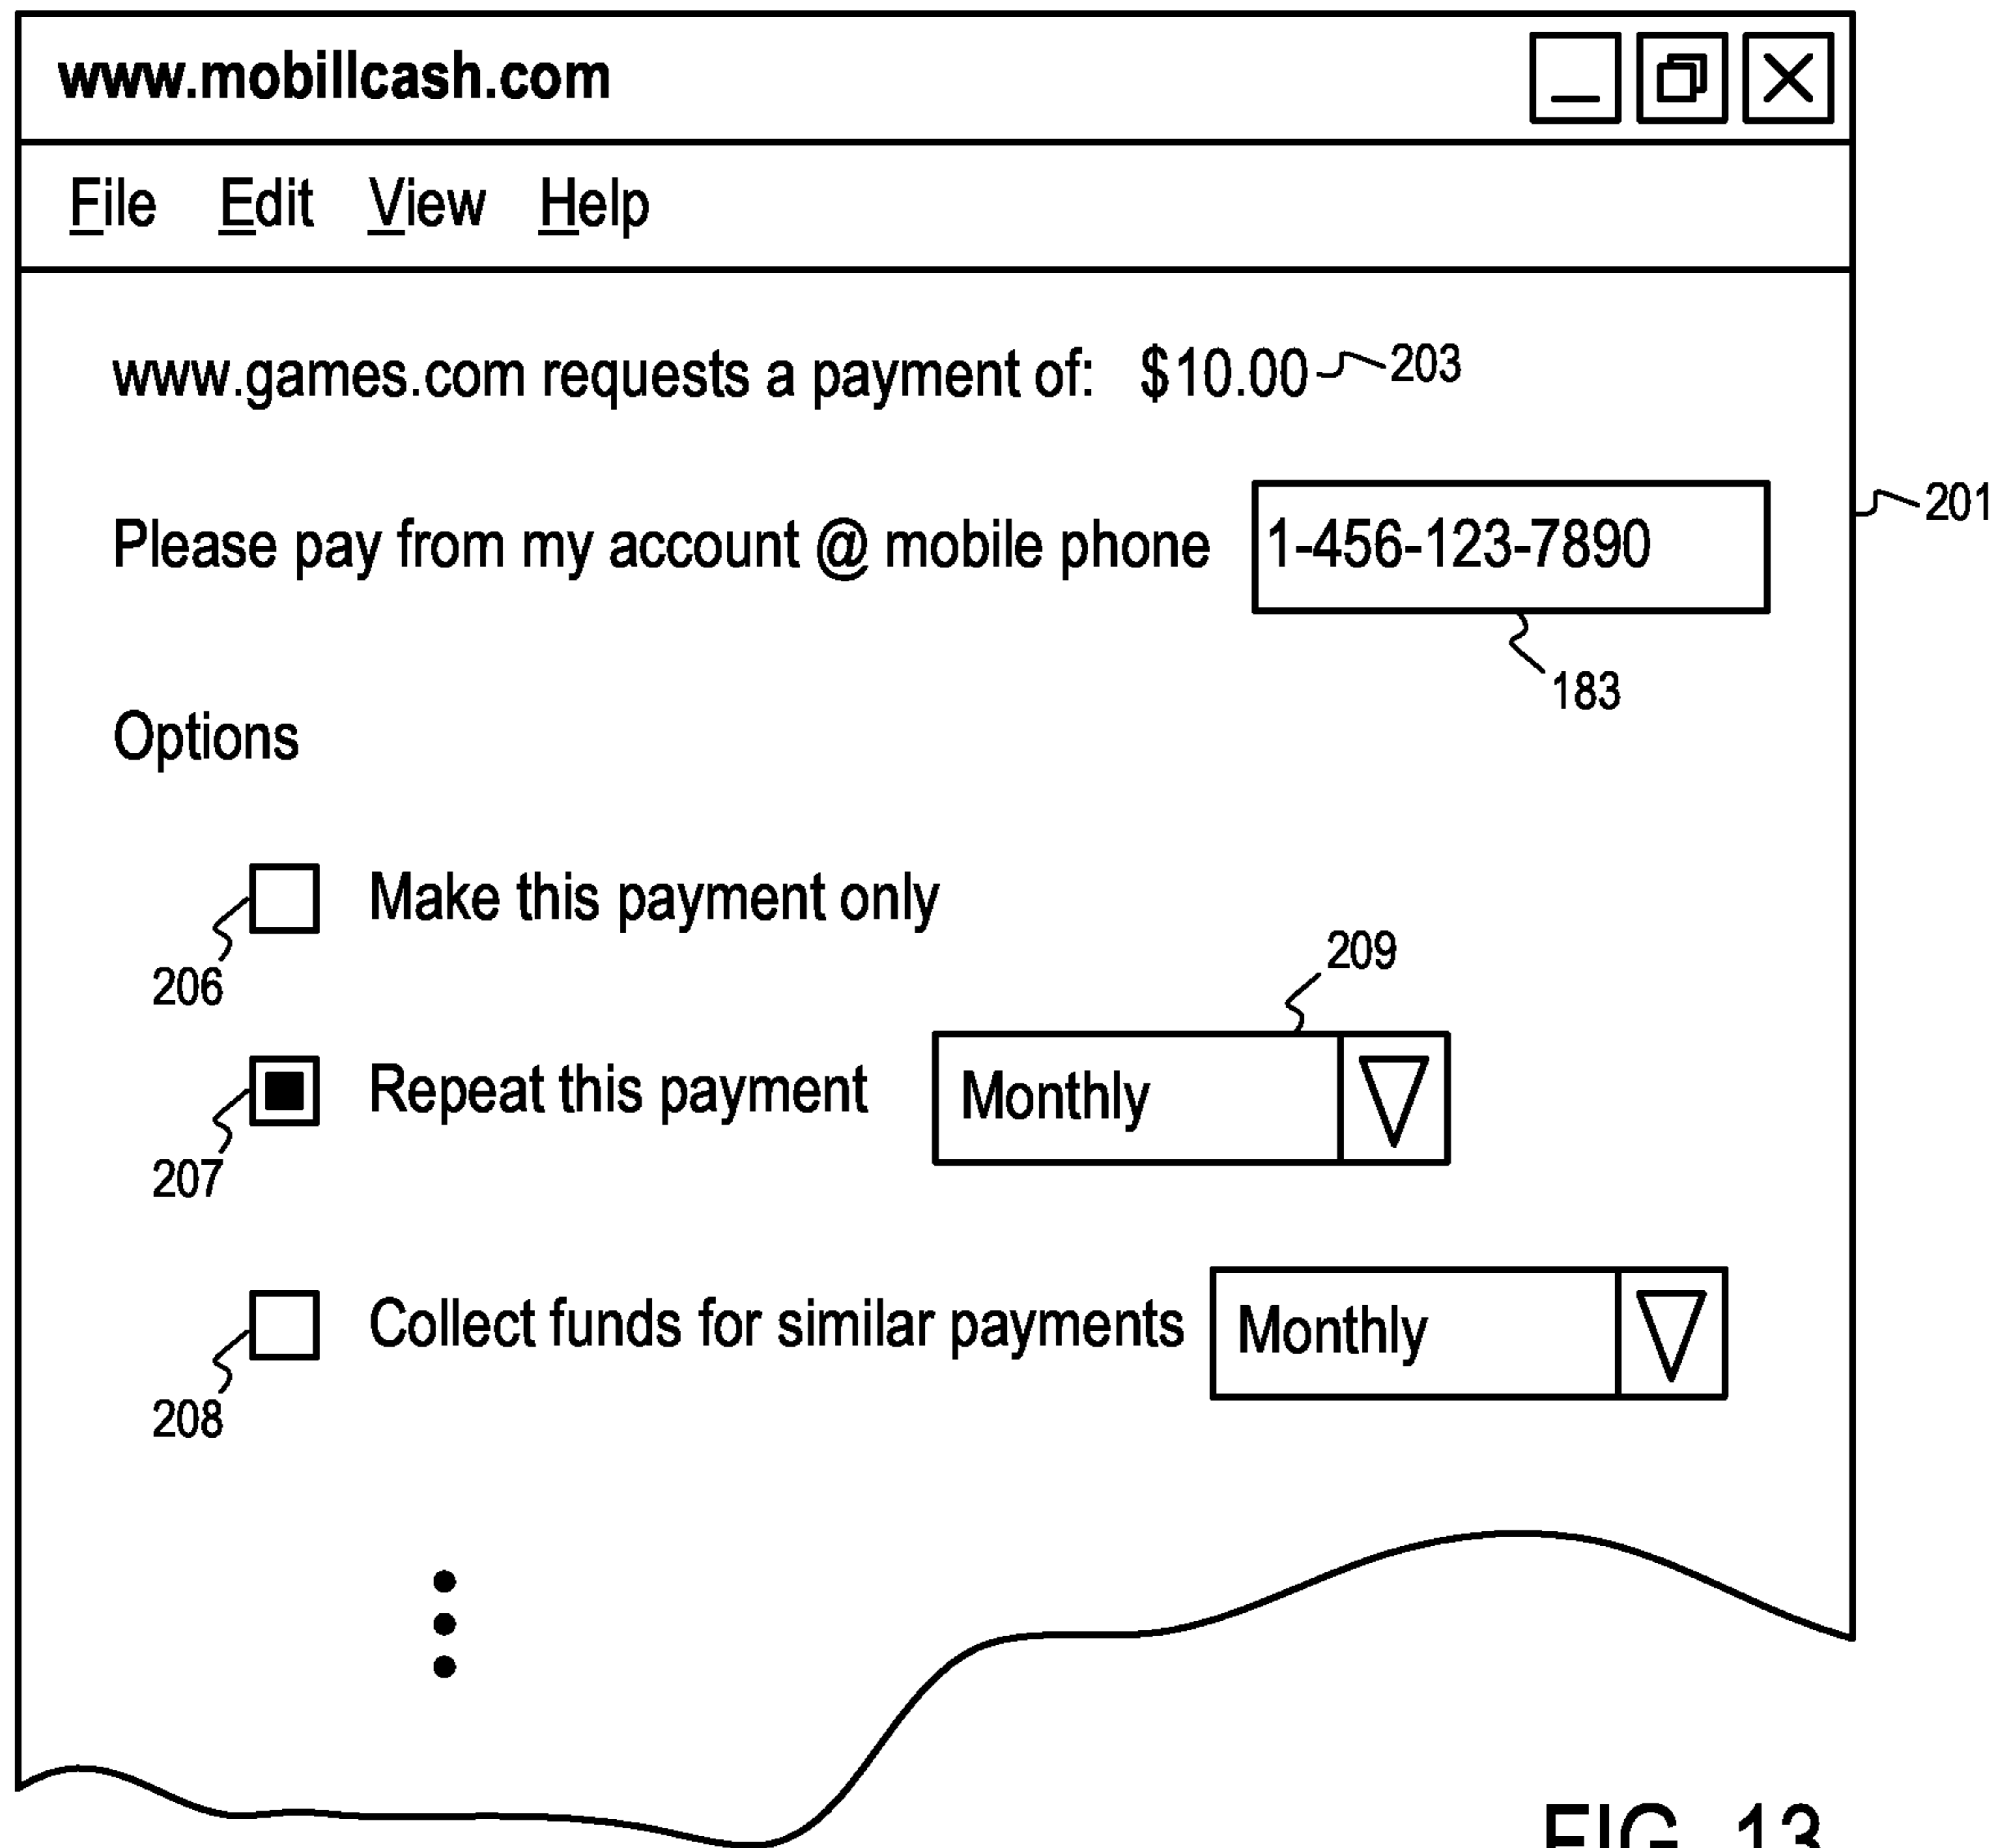 www.mobillcash.com
File Edit View Help
www.games.com requests a payment of: $10.00 203
Please pay from my account @ mobile phone 1-456-123-7890
201
183
Options
Make this payment only
206
209
Repeat this payment Monthly
207
Collect funds for similar payments Monthly
208
FIG. 13